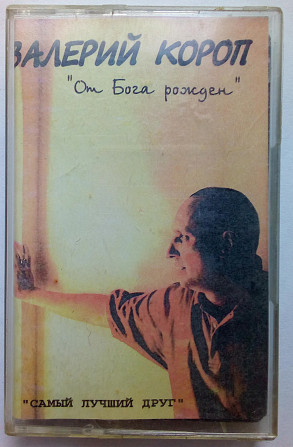 ВАЛЕРИЙ КОРОП
"От Бога рожден"
"САМЫЙ ЛУЧШИЙ ДРУГ"